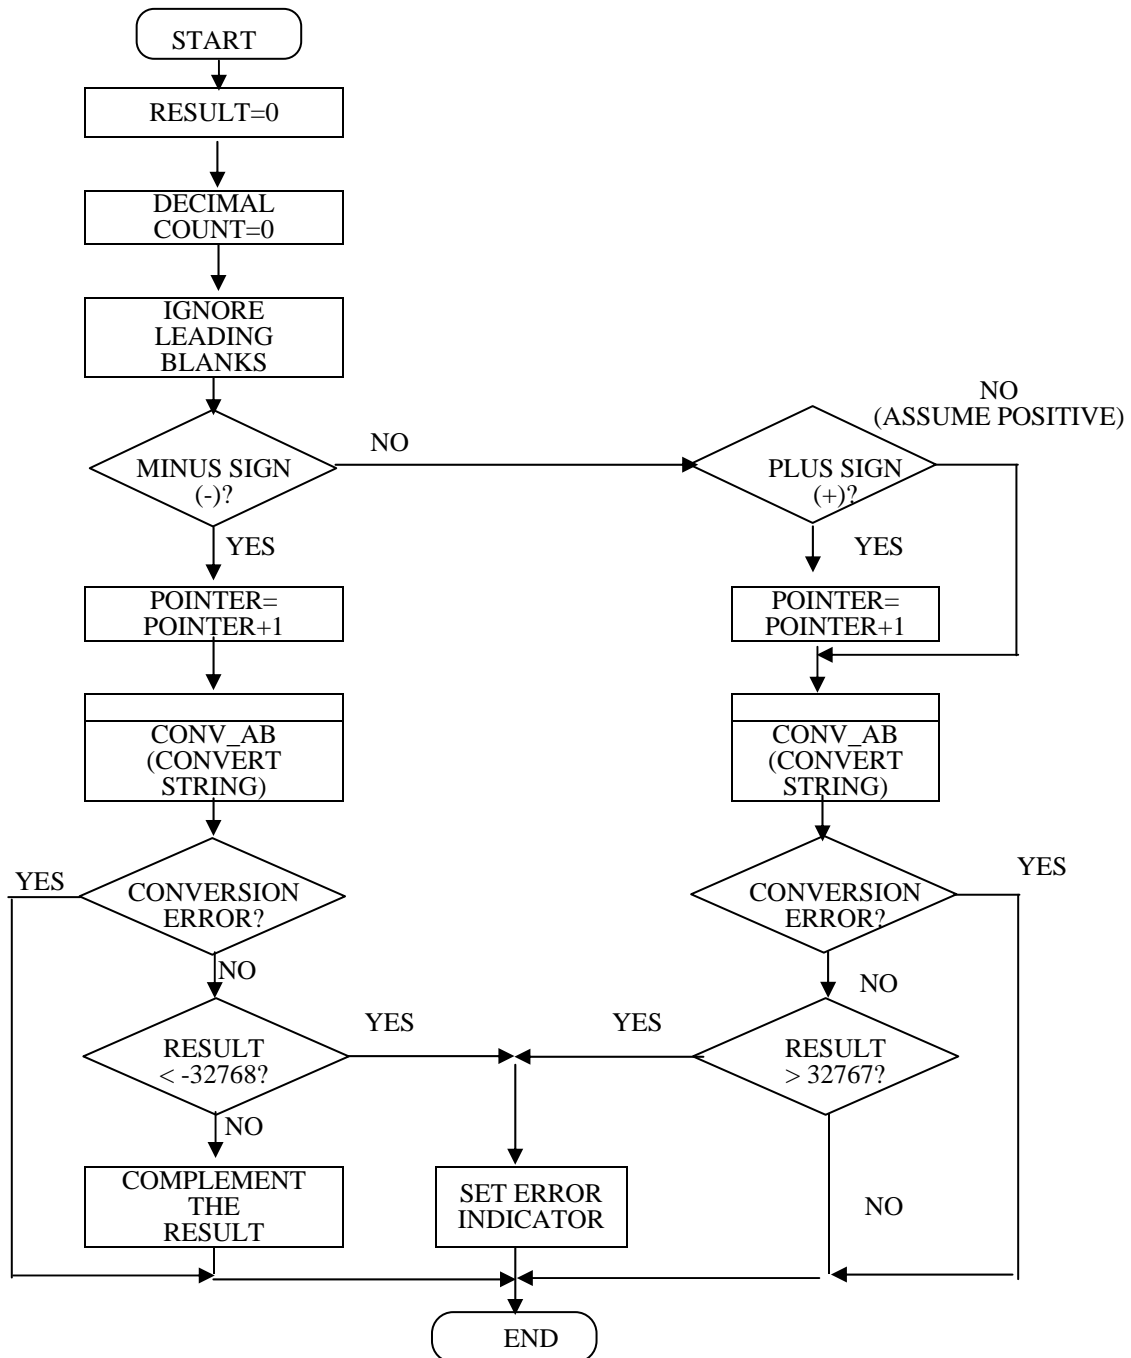 START
RESULT=0
DECIMAL
COUNT=0
IGNORE
LEADING
BLANKS
MINUS SIGN
(-)?
NO
PLUS SIGN
(+)?
NO
(ASSUME POSITIVE)
YES
YES
POINTER=
POINTER+1
POINTER=
POINTER+1
CONV_AB
(CONVERT
STRING)
CONV_AB
(CONVERT
STRING)
YES
CONVERSION
ERROR?
CONVERSION
ERROR?
YES
NO
NO
RESULT
< -32768?
YES
YES
RESULT
> 32767?
NO
COMPLEMENT
THE
RESULT
SET ERROR
INDICATOR
NO
END